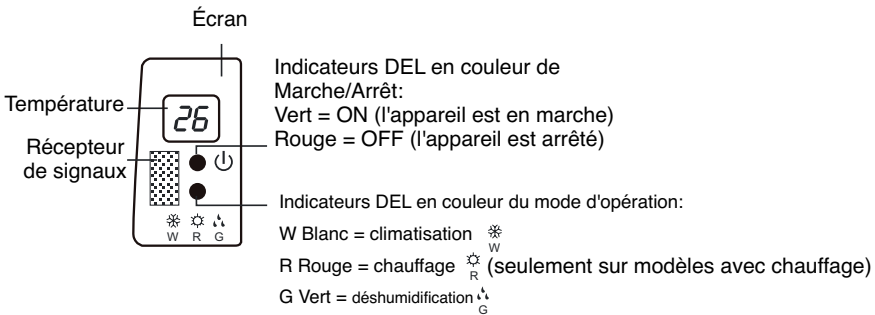 Écran
Température
26
Récepteur
de signaux
W R G
Indicateurs DEL en couleur de
Marche/Arrêt:
Vert = ON (l'appareil est en marche)
Rouge = OFF (l'appareil est arrêté)
Indicateurs DEL en couleur du mode d'opération:
W Blanc = climatisation
W
R Rouge = chauffage (seulement sur modèles avec chauffage)
R
G Vert = déshumidification
G